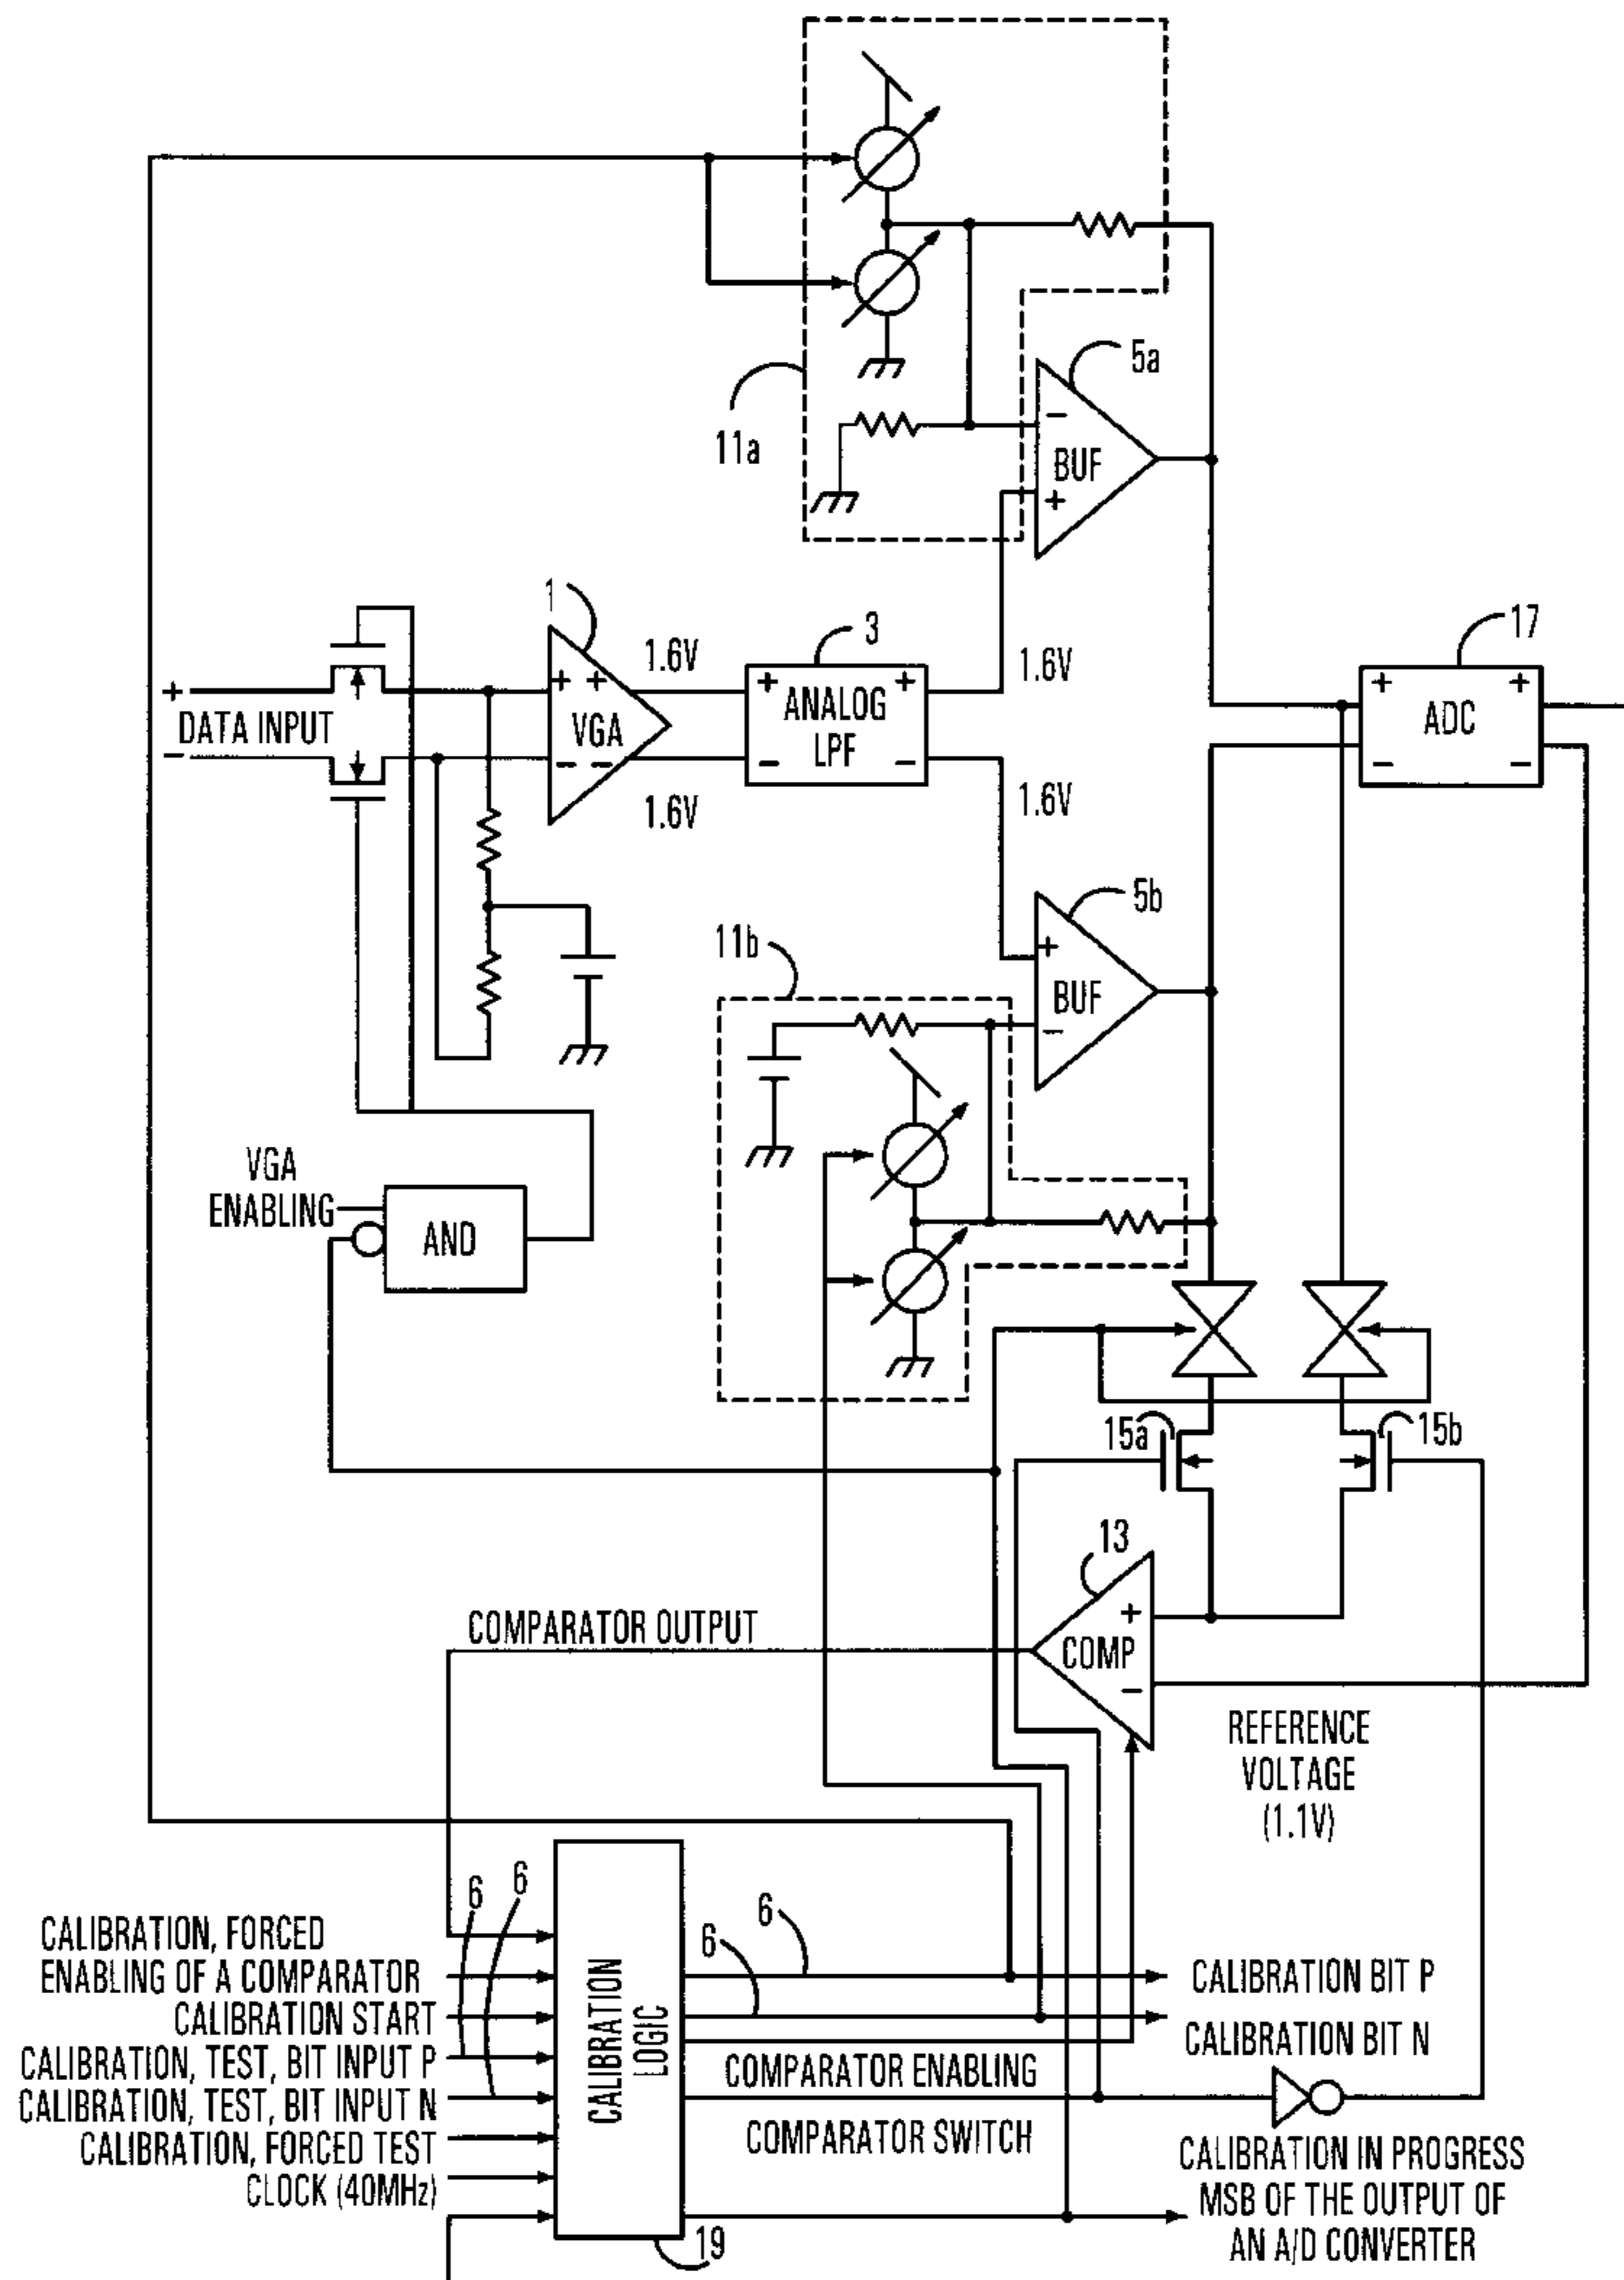 5a
11a
-
BUF
+
1
1.6V
3
1.6V
17
+
DATA INPUT
-
+ +
VGA
- -
+ +
ANALOG
LPF
- -
+ +
ADC
- -
1.6V
1.6V
5b
11b
+
BUF
-
VGA
ENABLING
AND
15a
15b
13
COMPARATOR OUTPUT
+
COMP
-
REFERENCE
VOLTAGE
(1.1V)
6
6
6
6
CALIBRATION, FORCED
ENABLING OF A COMPARATOR
CALIBRATION START
CALIBRATION, TEST, BIT INPUT P
CALIBRATION, TEST, BIT INPUT N
CALIBRATION, FORCED TEST
CLOCK (40MHz)
CALIBRATION
LOGIC
CALIBRATION BIT P
CALIBRATION BIT N
COMPARATOR ENABLING
COMPARATOR SWITCH
CALIBRATION IN PROGRESS
MSB OF THE OUTPUT OF
AN A/D CONVERTER
19